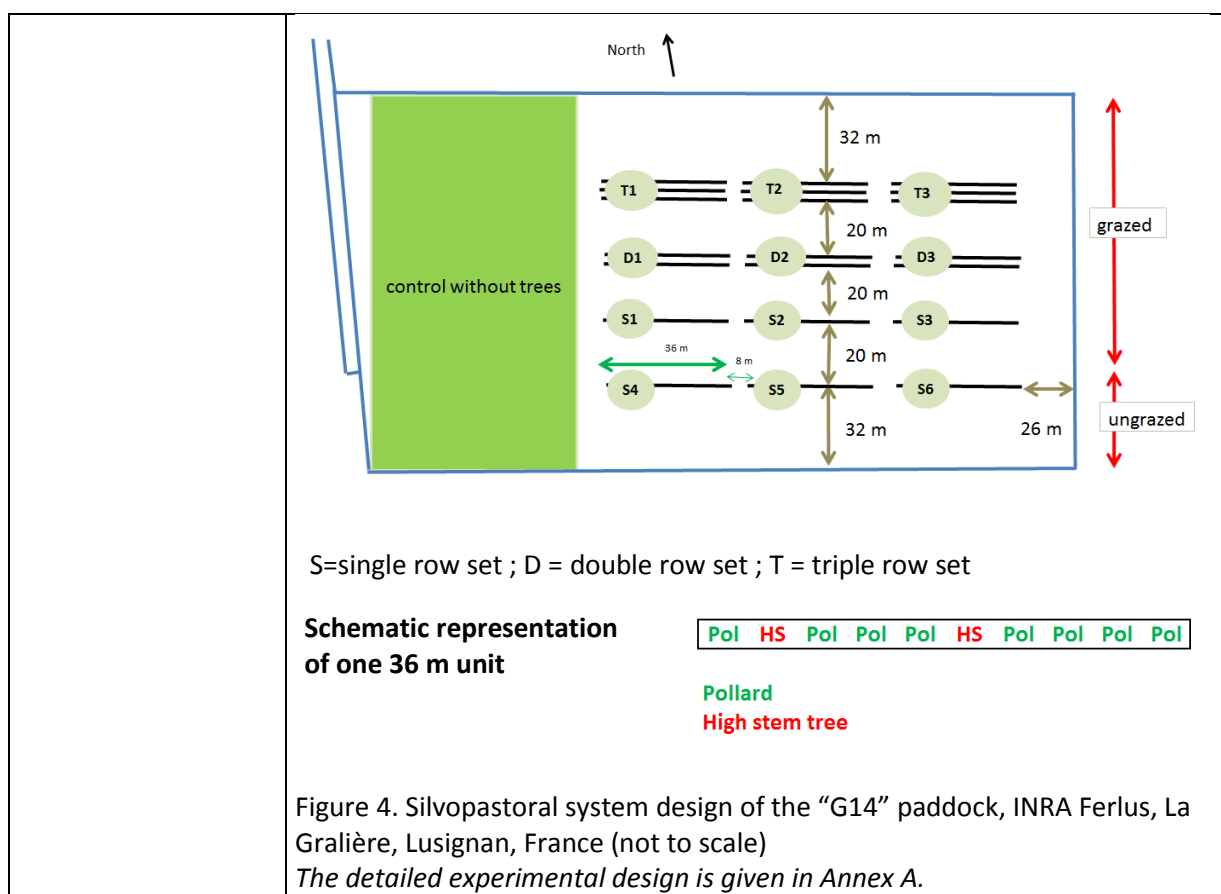 North
32 m
T1 T2 T3
20 m
grazed
D1 D2 D3
control without trees
20 m
S1 S2 S3
36 m
8 m
20 m
S4 S5 S6
32 m
26 m
ungrazed
S=single row set ; D = double row set ; T = triple row set
Schematic representation
of one 36 m unit
Pol HS Pol Pol Pol HS Pol Pol Pol Pol
Pollard
High stem tree
Figure 4. Silvopastoral system design of the “G14” paddock, INRA Ferlus, La
Gralière, Lusignan, France (not to scale)
The detailed experimental design is given in Annex A.